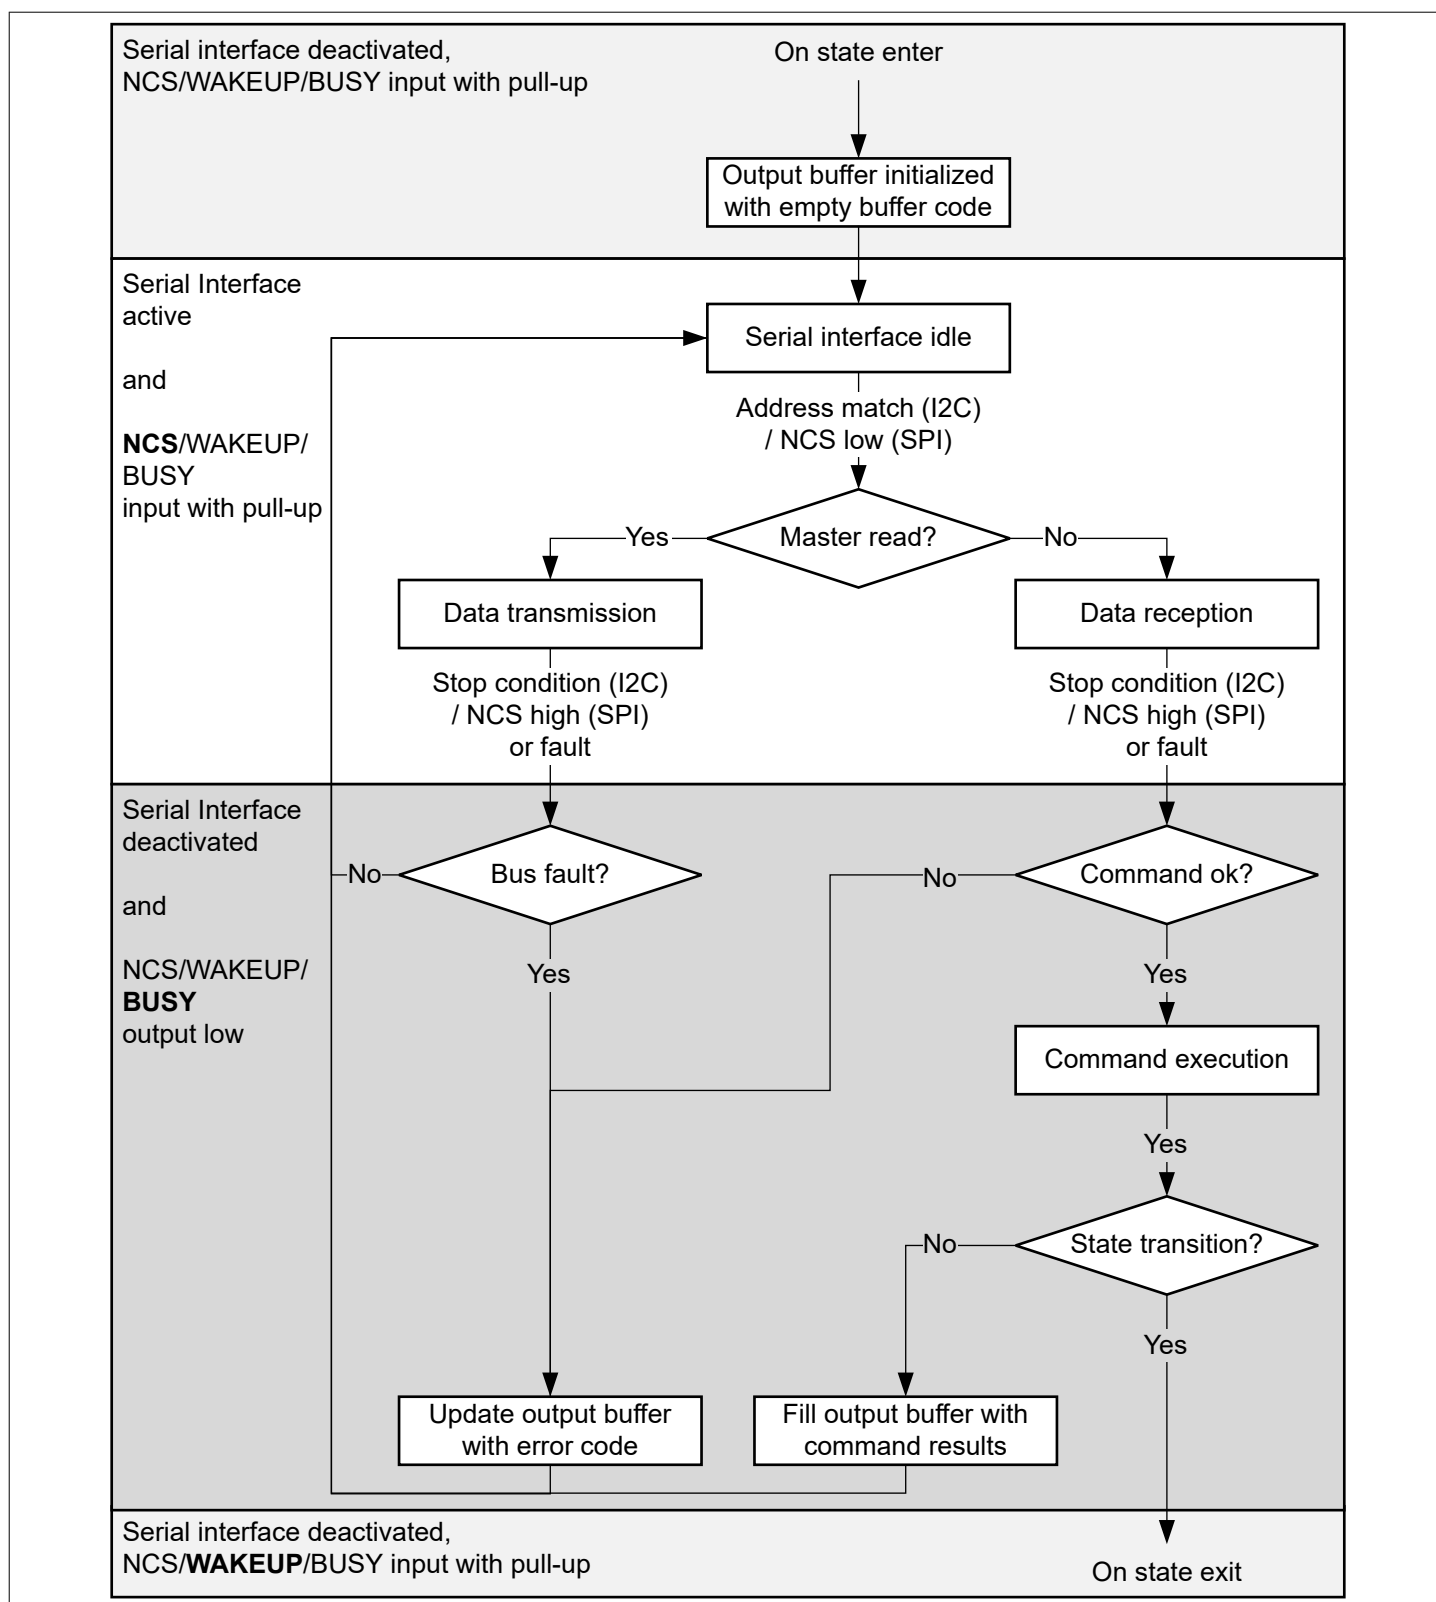 Serial interface deactivated,
NCS/WAKEUP/BUSY input with pull-up
On state enter
Output buffer initialized
with empty buffer code
Serial Interface
active
and
NCS/WAKEUP/
BUSY
input with pull-up
Serial interface idle
Address match (I2C)
/ NCS low (SPI)
Master read?
Yes
No
Data transmission
Data reception
Stop condition (I2C)
/ NCS high (SPI)
or fault
Stop condition (I2C)
/ NCS high (SPI)
or fault
Serial Interface
deactivated
and
NCS/WAKEUP/
BUSY
output low
No
Bus fault?
Yes
No
Command ok?
Yes
Command execution
Yes
No
State transition?
Yes
Update output buffer
with error code
Fill output buffer with
command results
Serial interface deactivated,
NCS/WAKEUP/BUSY input with pull-up
On state exit